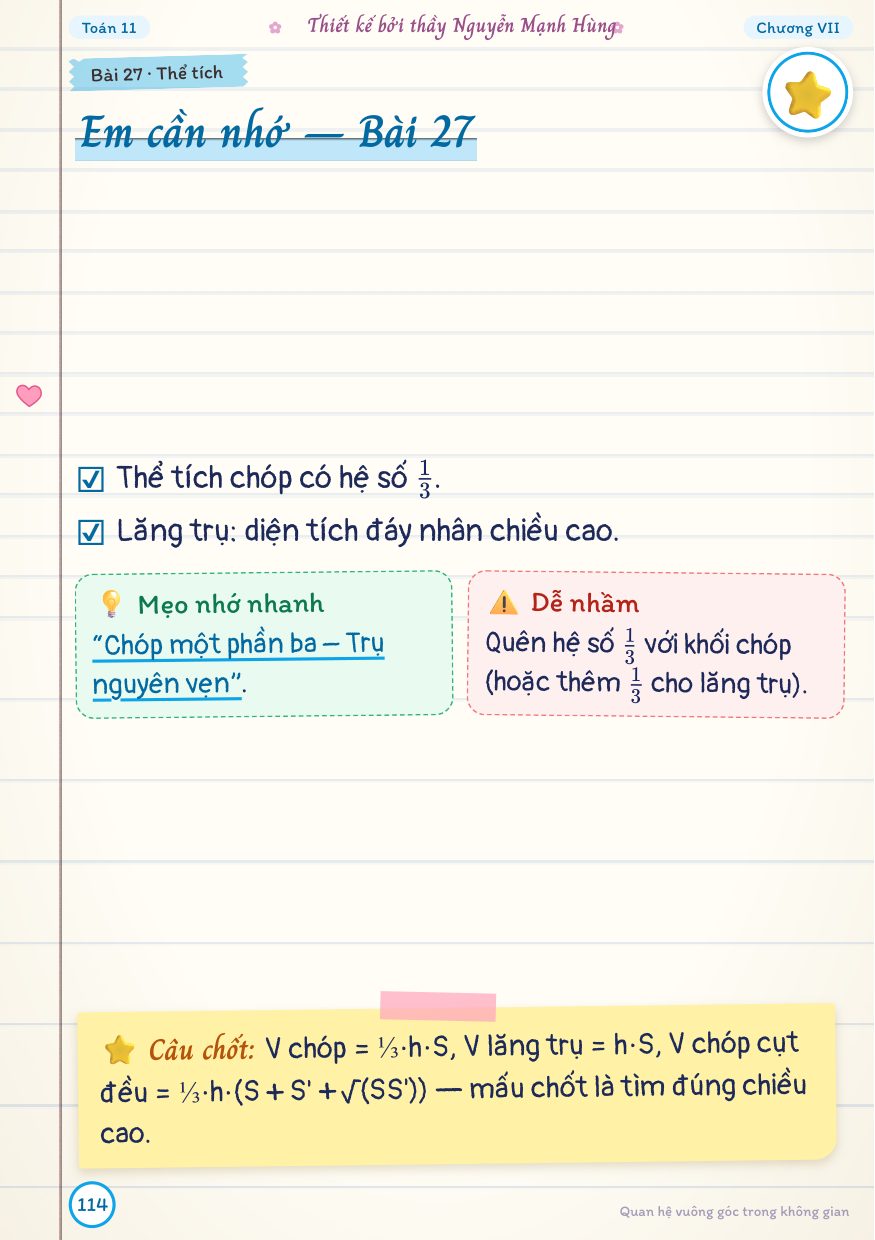 Toán 11
Thiết kế bởi thầy Nguyễn Mạnh Hùng
Chương VII
Bài 27 · Thể tích
Em cần nhớ — Bài 27
Thể tích chóp có hệ số 1/3.
Lăng trụ: diện tích đáy nhân chiều cao.
Mẹo nhớ nhanh
“Chóp một phần ba — Trụ
nguyên vẹn”.
Dễ nhầm
Quên hệ số 1/3 với khối chóp
(hoặc thêm 1/3 cho lăng trụ).
Câu chốt: V chóp = ⅓·h·S, V lăng trụ = h·S, V chóp cụt
đều = ⅓·h·(S + S' + √(SS')) — mấu chốt là tìm đúng chiều
cao.
114
Quan hệ vuông góc trong không gian